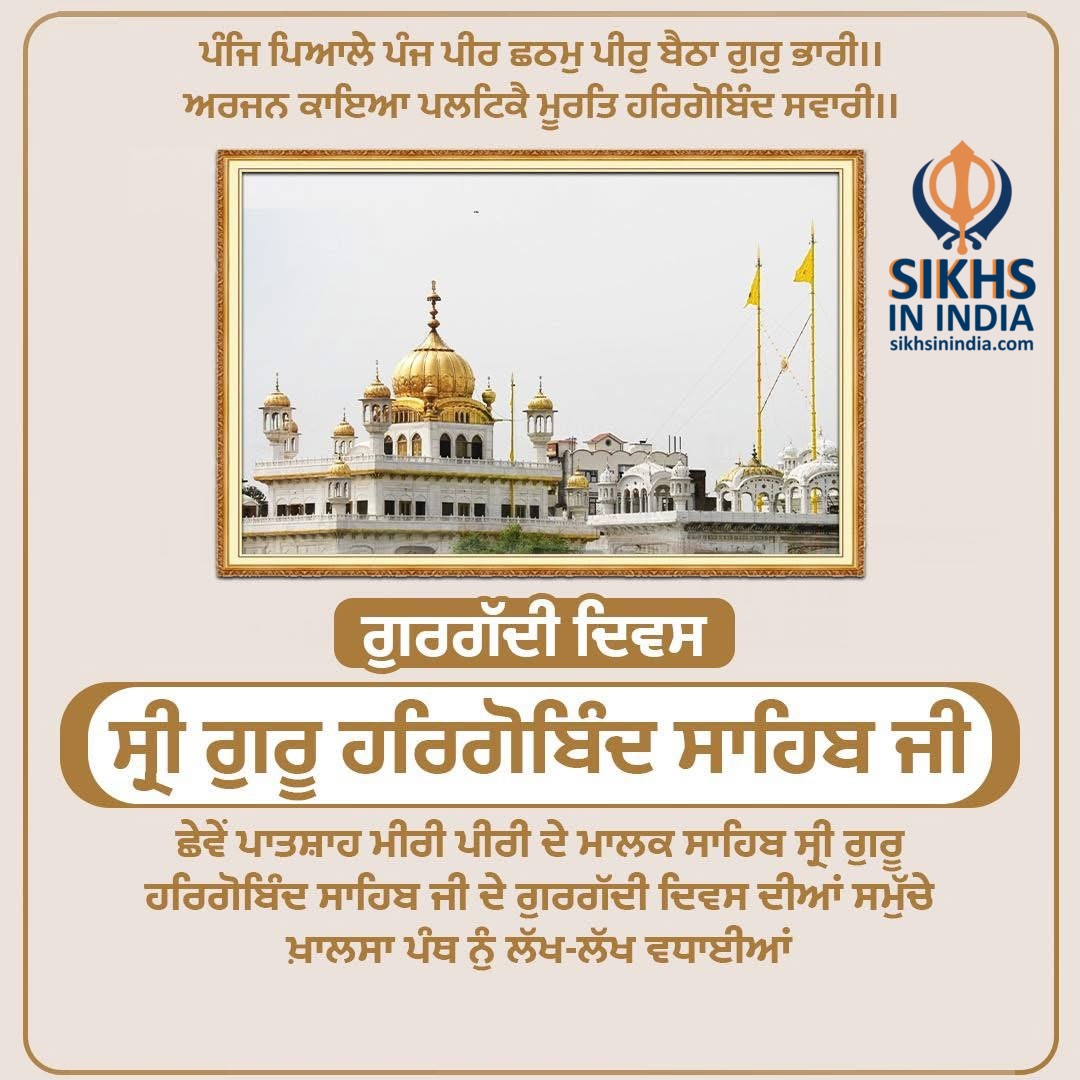 ਪੰਜਿ ਪਿਆਲੇ ਪੰਜ ਪੀਰ ਛਠਮੁ ਪੀਰੁ ਬੈਠਾ ਗੁਰੁ ਭਾਰੀ।।
ਅਰਜਨ ਕਾਇਆ ਪਲਟਿਕੈ ਮੂਰਤਿ ਹਰਿਗੋਬਿੰਦ ਸਵਾਰੀ।।
SIKHS
IN INDIA
sikhsinindia.com
ਗੁਰਗੱਦੀ ਦਿਵਸ
ਸ੍ਰੀ ਗੁਰੂ ਹਰਿਗੋਬਿੰਦ ਸਾਹਿਬ ਜੀ
ਛੇਵੇਂ ਪਾਤਸ਼ਾਹ ਮੀਰੀ ਪੀਰੀ ਦੇ ਮਾਲਕ ਸਾਹਿਬ ਸ੍ਰੀ ਗੁਰੂ
ਹਰਿਗੋਬਿੰਦ ਸਾਹਿਬ ਜੀ ਦੇ ਗੁਰਗੱਦੀ ਦਿਵਸ ਦੀਆਂ ਸਮੁੱਚੇ
ਖ਼ਾਲਸਾ ਪੰਥ ਨੂੰ ਲੱਖ-ਲੱਖ ਵਧਾਈਆਂ